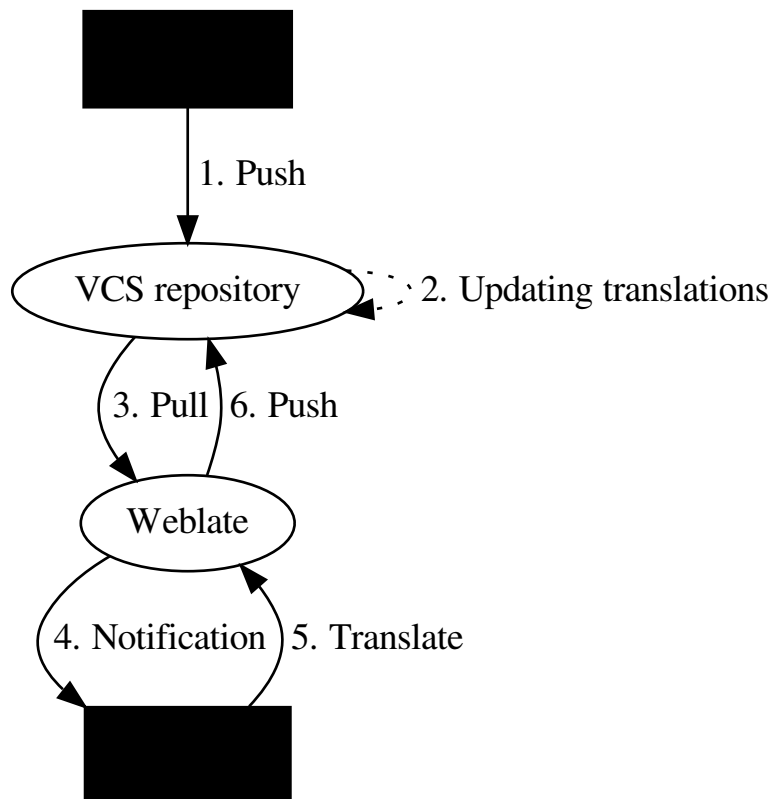 1. Push
VCS repository
2. Updating translations
3. Pull
6. Push
Weblate
4. Notification
5. Translate